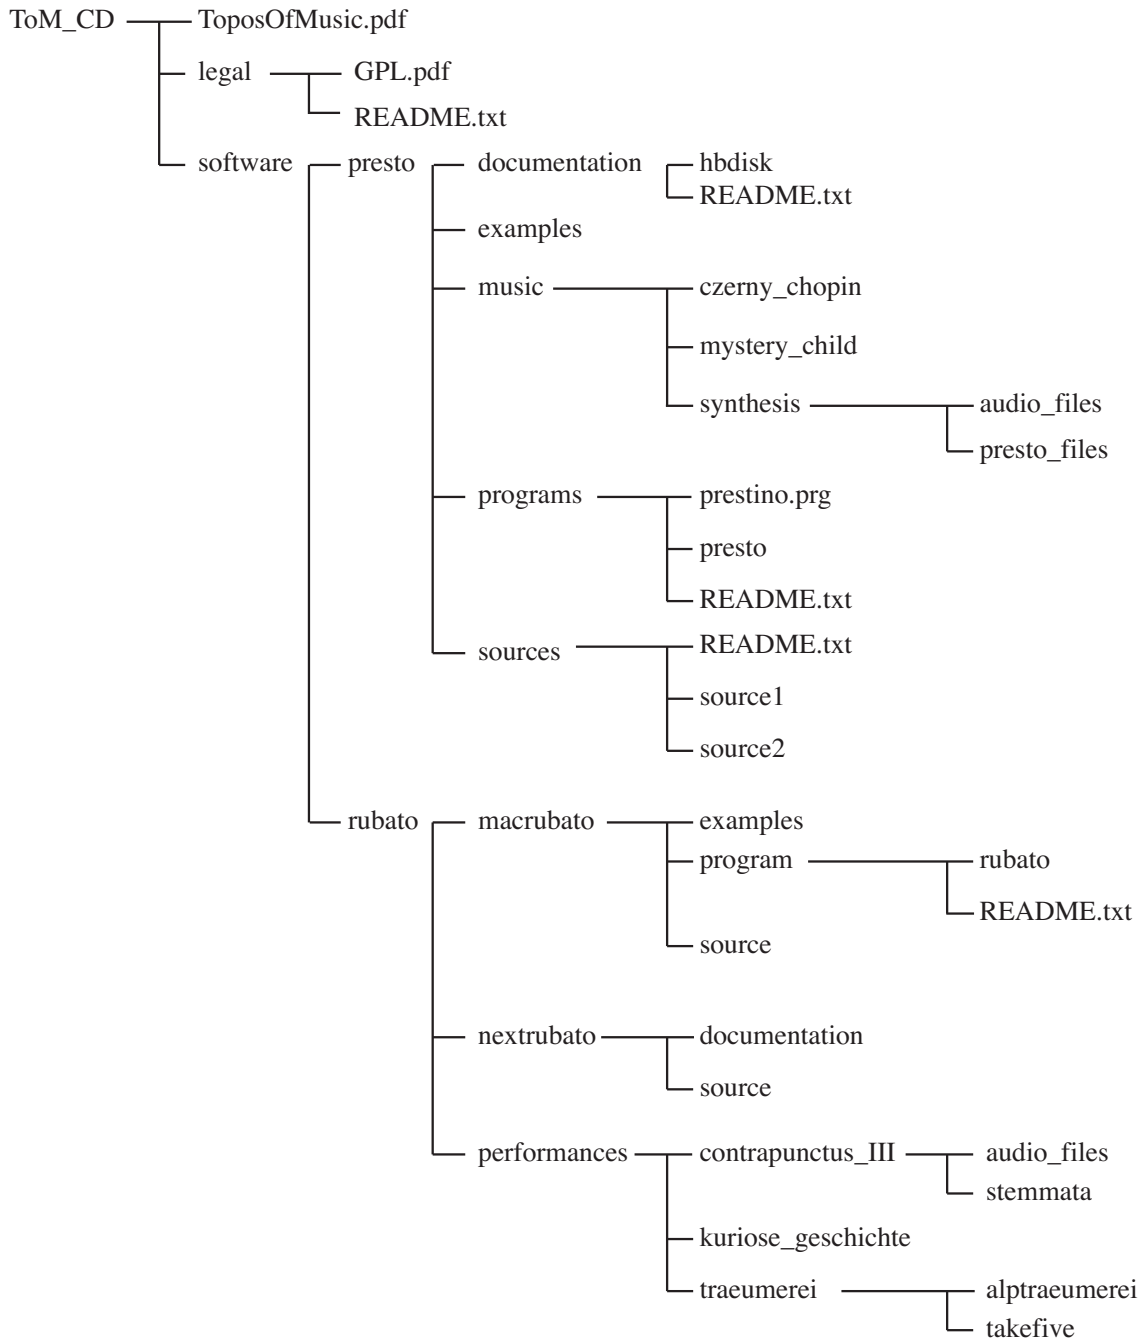 ToM_CD ToposOfMusic.pdf
legal GPL.pdf
README.txt
software presto documentation hbdisk
README.txt
examples
music czerny_chopin
mystery_child
synthesis audio_files
presto_files
programs prestino.prg
presto
README.txt
sources README.txt
source1
source2
rubato macrubato examples
program rubato
README.txt
source
nextrubato documentation
source
performances contrapunctus_III audio_files
stemmata
kuriose_geschichte
traeumerei alptraeumerei
takefive